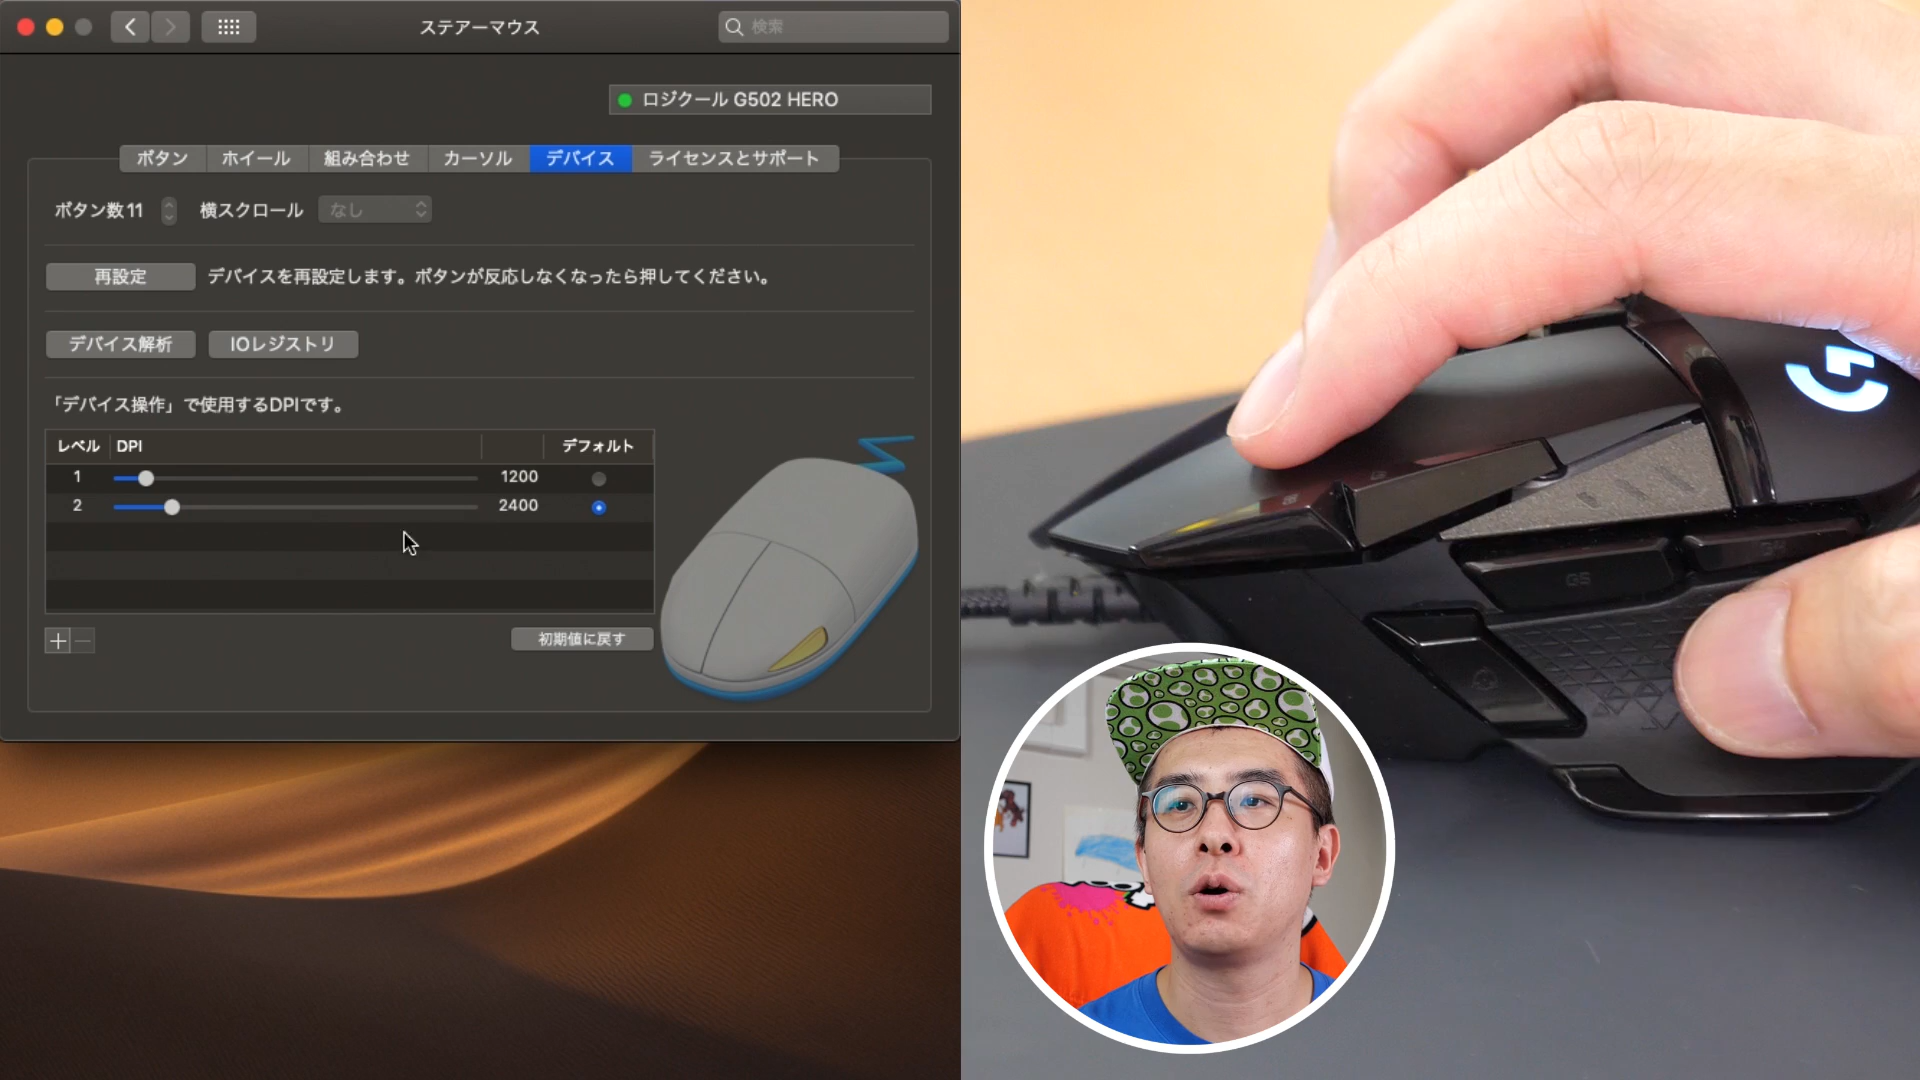 ステアーマウス
検索
ロジクール G502 HERO
ボタン
ホイール
組み合わせ
カーソル
デバイス
ライセンスとサポート
ボタン数 11
横スクロール
なし
再設定
デバイスを再設定します。ボタンが反応しなくなったら押してください。
デバイス解析
IOレジストリ
「デバイス操作」で使用するDPIです。
レベル
DPI
デフォルト
1
1200
2
2400
初期値に戻す
G5